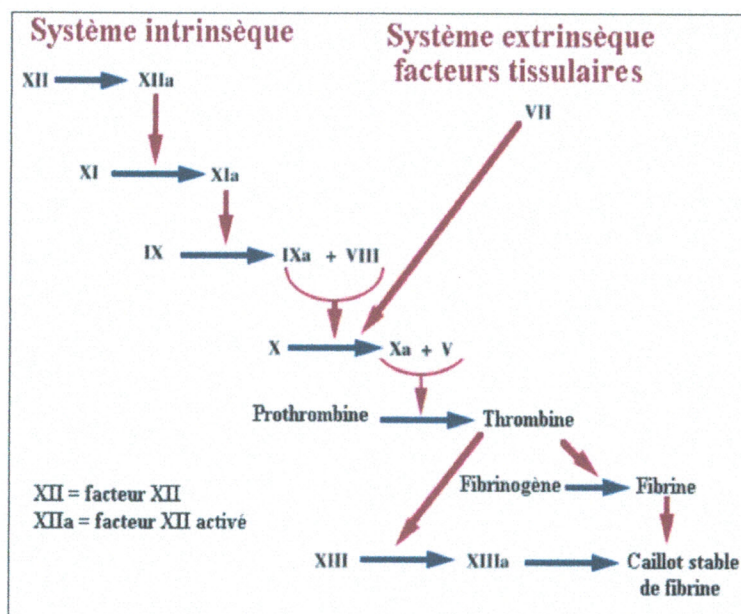 Système intrinsèque
Système extrinsèque
facteurs tissulaires
XII XIIa
VII
XI XIa
IX IXa + VIII
X Xa + V
Prothrombine Thrombine
Fibrinogène Fibrine
XII = facteur XII
XIIa = facteur XII activé
XIII XIIIa Caillot stable
de fibrine